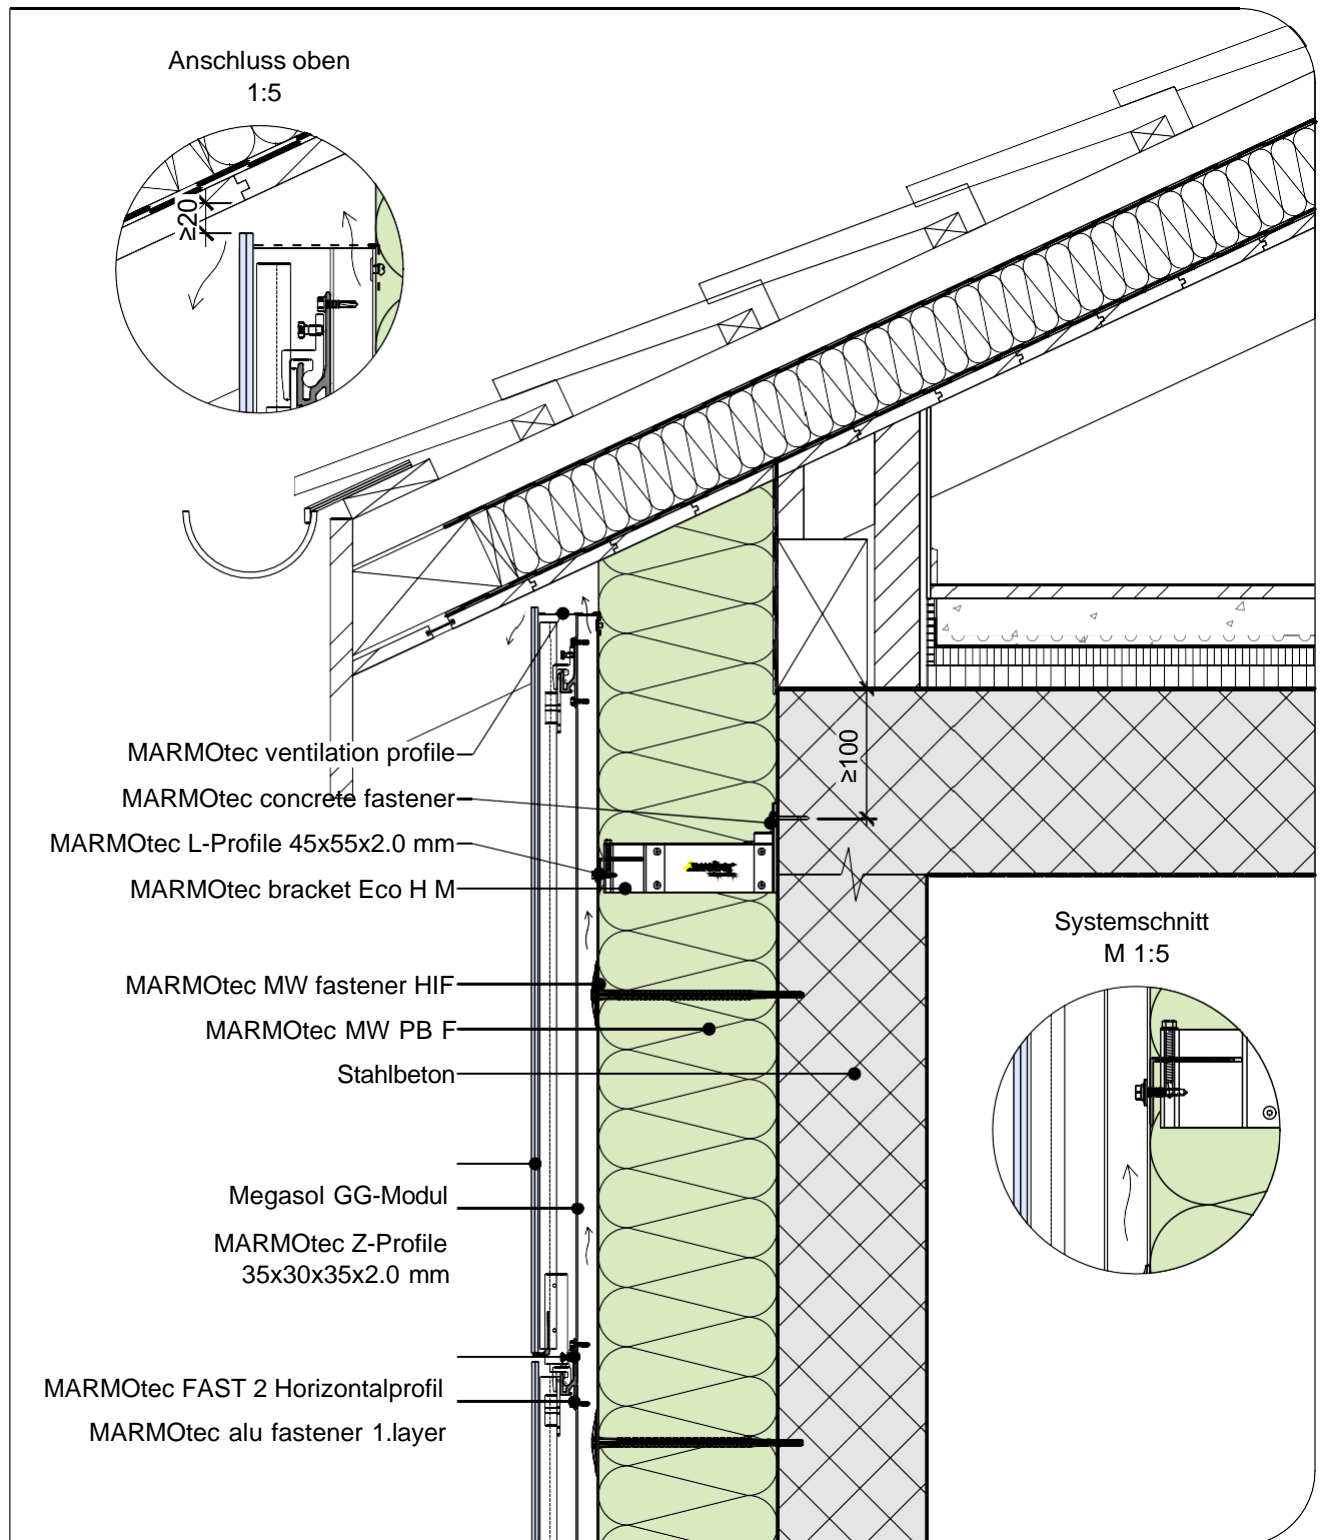 Anschluss oben
1:5
≥20
MARMOtec ventilation profile
≥100
MARMOtec concrete fastener
MARMOtec L-Profile 45x55x2.0 mm
MARMOtec bracket Eco H M
Systemschnitt
M 1:5
MARMOtec MW fastener HIF
MARMOtec MW PB F
Stahlbeton
Megasol GG-Modul
MARMOtec Z-Profile
35x30x35x2.0 mm
MARMOtec FAST 2 Horizontalprofil
MARMOtec alu fastener 1.layer